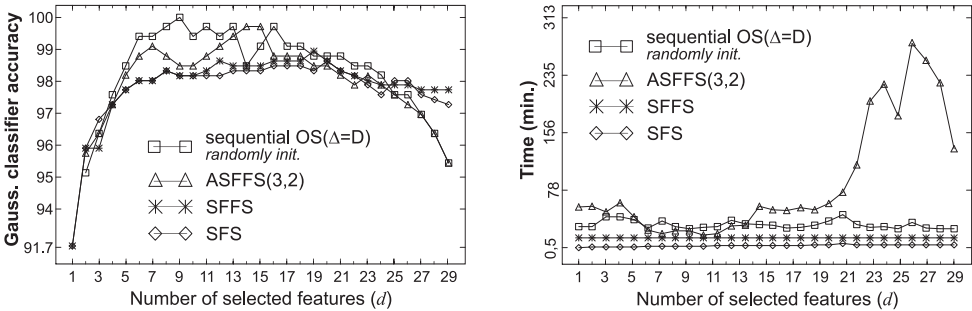 Gauss. classifier accuracy
100
99
98
97
96
95
94
91.7
sequential OS(Δ=D)
randomly init.
ASFFS(3,2)
SFFS
SFS
1 3 5 7 9 11 13 15 17 19 21 23 25 27 29
Number of selected features (d)
Time (min.)
313
235
156
78
0,5
sequential OS(Δ=D)
randomly init.
ASFFS(3,2)
SFFS
SFS
1 3 5 7 9 11 13 15 17 19 21 23 25 27 29
Number of selected features (d)